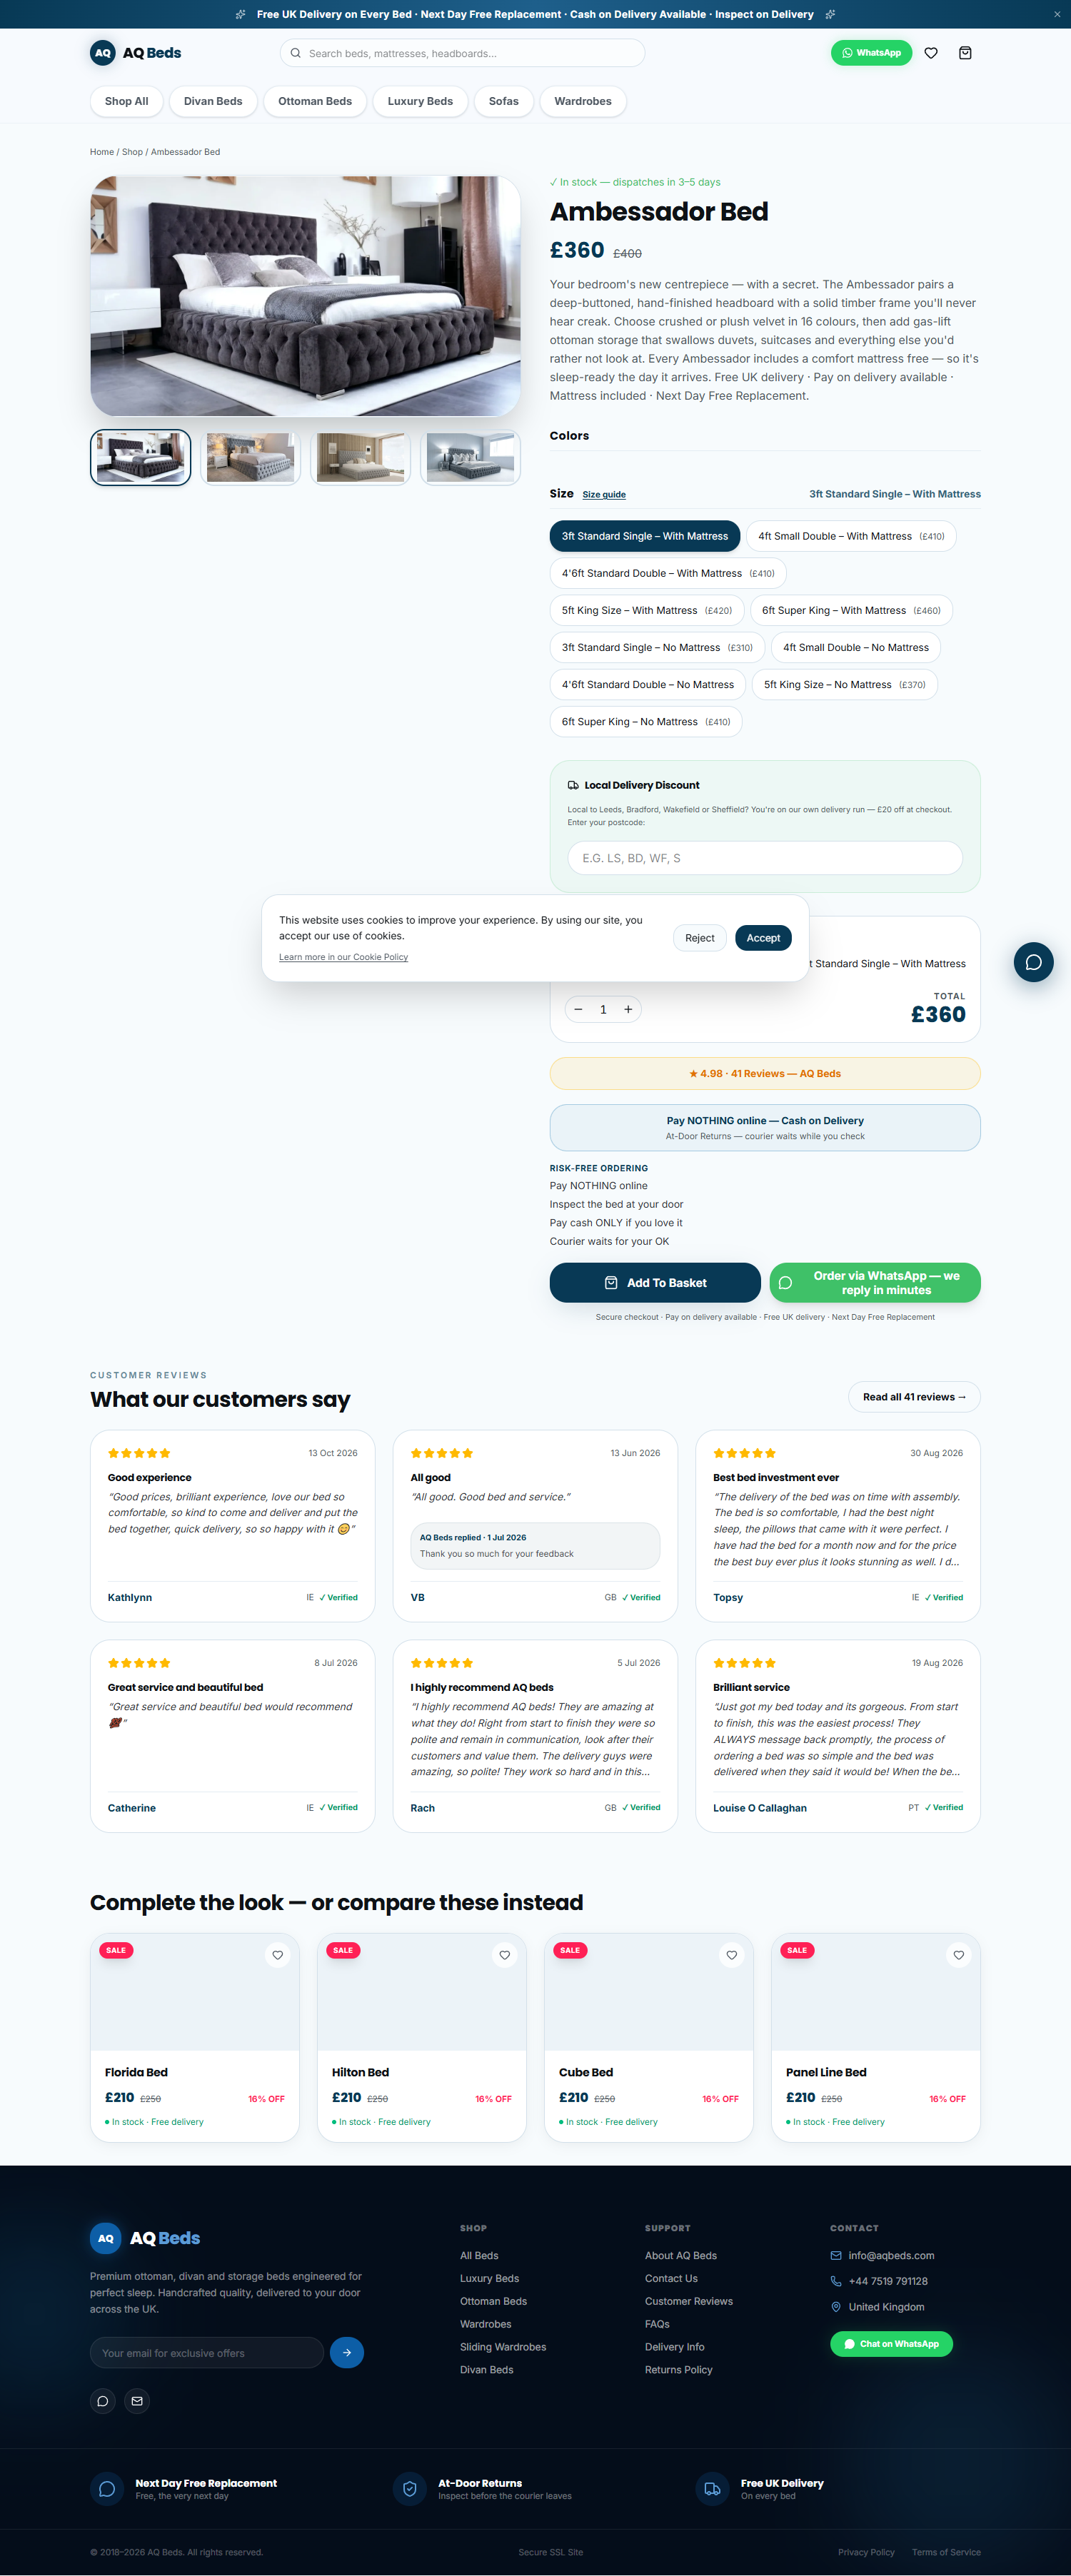 Free UK Delivery on Every Bed · Next Day Free Replacement · Cash on Delivery Available · Inspect on Delivery
AQ AQ Beds
Search beds, mattresses, headboards...
WhatsApp
Shop All
Divan Beds
Ottoman Beds
Luxury Beds
Sofas
Wardrobes
Home / Shop / Ambassador Bed
✓ In stock — dispatches in 3–5 days
Ambessador Bed
£360 £400
Your bedroom's new centrepiece — with a secret. The Ambassador pairs a
deep-buttoned, hand-finished headboard with a solid timber frame you'll never
hear creak. Choose crushed or plush velvet in 16 colours, then add gas-lift
ottoman storage that swallows duvets, suitcases and everything else you'd
rather not look at. Every Ambassador includes a comfort mattress free — so it's
sleep-ready the day it arrives. Free UK delivery · Pay on delivery available ·
Mattress included · Next Day Free Replacement.
Colors
Size Size guide 3ft Standard Single – With Mattress
3ft Standard Single – With Mattress
4ft Small Double – With Mattress (£410)
4'6ft Standard Double – With Mattress (£410)
5ft King Size – With Mattress (£420)
6ft Super King – With Mattress (£460)
3ft Standard Single – No Mattress (£310)
4ft Small Double – No Mattress
4'6ft Standard Double – No Mattress
5ft King Size – No Mattress (£370)
6ft Super King – No Mattress (£410)
Local Delivery Discount
Local to Leeds, Bradford, Wakefield or Sheffield? You're on our own delivery run — £20 off at checkout.
Enter your postcode:
E.G. LS, BD, WF, S
This website uses cookies to improve your experience. By using our site, you
accept our use of cookies.
Learn more in our Cookie Policy
Reject
Accept
t Standard Single – With Mattress
− 1 +
TOTAL
£360
★ 4.98 · 41 Reviews — AQ Beds
Pay NOTHING online — Cash on Delivery
At-Door Returns — courier waits while you check
RISK-FREE ORDERING
Pay NOTHING online
Inspect the bed at your door
Pay cash ONLY if you love it
Courier waits for your OK
Add To Basket
Order via WhatsApp — we
reply in minutes
Secure checkout · Pay on delivery available · Free UK delivery · Next Day Free Replacement
CUSTOMER REVIEWS
What our customers say
Read all 41 reviews →
13 Oct 2026
Good experience
“Good prices, brilliant experience, love our bed so
comfortable, so kind to come and deliver and put the
bed together, quick delivery, so so happy with it 😊”
Kathlynn IE ✓ Verified
13 Jun 2026
All good
“All good. Good bed and service.”
AQ Beds replied · 1 Jul 2026
Thank you so much for your feedback
VB GB ✓ Verified
30 Aug 2026
Best bed investment ever
“The delivery of the bed was on time with assembly.
The bed is so comfortable, I had the best night
sleep, the pillows that came with it were perfect. I
have had the bed for a month now and for the price
the best buy ever plus it looks stunning as well. I d...
Topsy IE ✓ Verified
8 Jul 2026
Great service and beautiful bed
“Great service and beautiful bed would recommend
”
Catherine IE ✓ Verified
5 Jul 2026
I highly recommend AQ beds
“I highly recommend AQ beds! They are amazing at
what they do! Right from start to finish they were so
polite and remain in communication, look after their
customers and value them. The delivery guys were
amazing, so polite! They work so hard and in this...
Rach GB ✓ Verified
19 Aug 2026
Brilliant service
“Just got my bed today and its gorgeous. From start
to finish, this was the easiest process! They
ALWAYS message back promptly, the process of
ordering a bed was so simple and the bed was
delivered when they said it would be! When the be...
Louise O Callaghan PT ✓ Verified
Complete the look — or compare these instead
SALE
Florida Bed
£210 £250 16% OFF
In stock · Free delivery
SALE
Hilton Bed
£210 £250 16% OFF
In stock · Free delivery
SALE
Cube Bed
£210 £250 16% OFF
In stock · Free delivery
SALE
Panel Line Bed
£210 £250 16% OFF
In stock · Free delivery
AQ AQ Beds
Premium ottoman, divan and storage beds engineered for
perfect sleep. Handcrafted quality, delivered to your door
across the UK.
Your email for exclusive offers
SHOP
All Beds
Luxury Beds
Ottoman Beds
Wardrobes
Sliding Wardrobes
Divan Beds
SUPPORT
About AQ Beds
Contact Us
Customer Reviews
FAQs
Delivery Info
Returns Policy
CONTACT
info@aqbeds.com
+44 7519 791128
United Kingdom
Chat on WhatsApp
Next Day Free Replacement
Free, the very next day
At-Door Returns
Inspect before the courier leaves
Free UK Delivery
On every bed
© 2018–2026 AQ Beds. All rights reserved.
Secure SSL Site
Privacy Policy Terms of Service